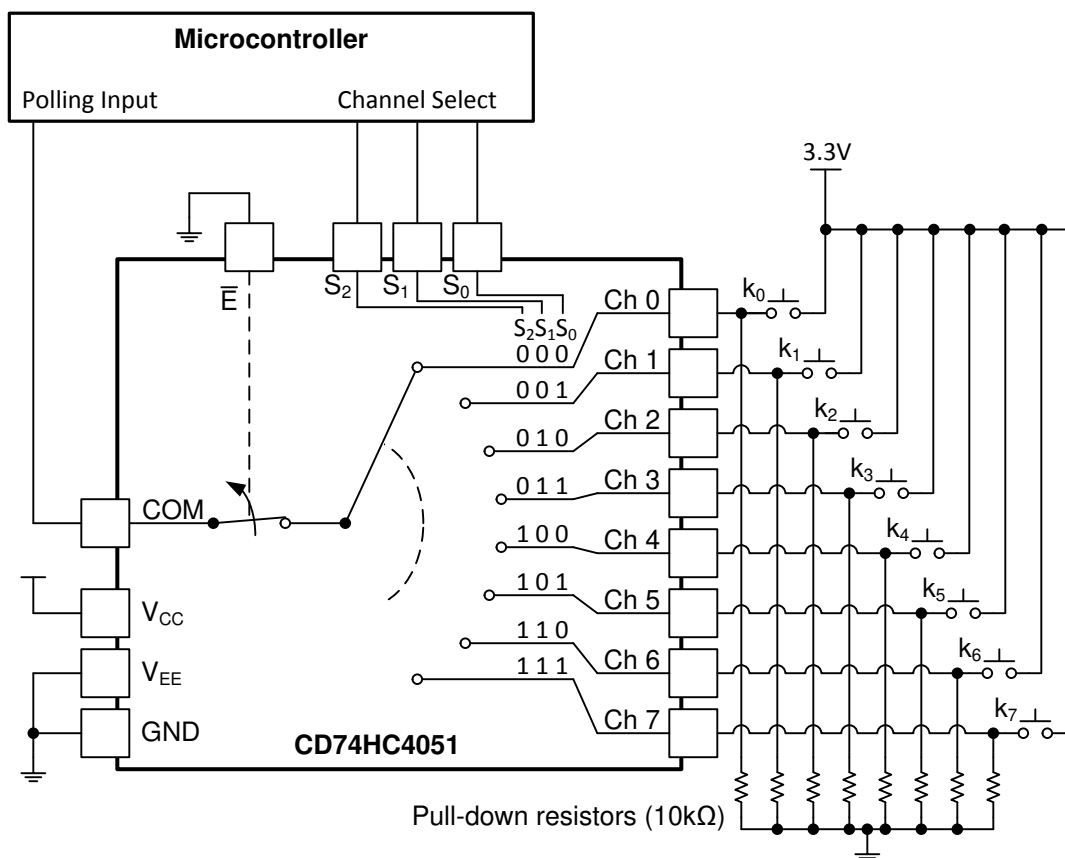 Microcontroller
Polling Input
Channel Select
3.3V
E
S2
S1
S0
S2S1S0
Ch 0
k0
0 0 0
Ch 1
k1
0 0 1
Ch 2
k2
0 1 0
Ch 3
k3
0 1 1
Ch 4
k4
1 0 0
COM
Ch 5
k5
1 0 1
VCC
Ch 6
k6
1 1 0
VEE
Ch 7
k7
1 1 1
GND
CD74HC4051
Pull-down resistors (10kΩ)